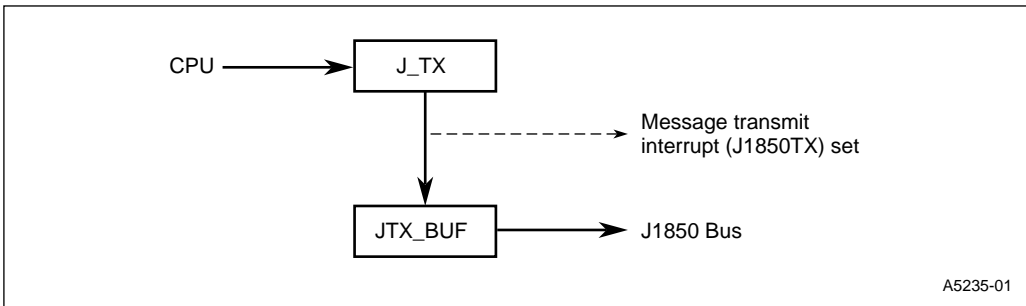 CPU
J_TX
Message transmit
interrupt (J1850TX) set
JTX_BUF
J1850 Bus
A5235-01